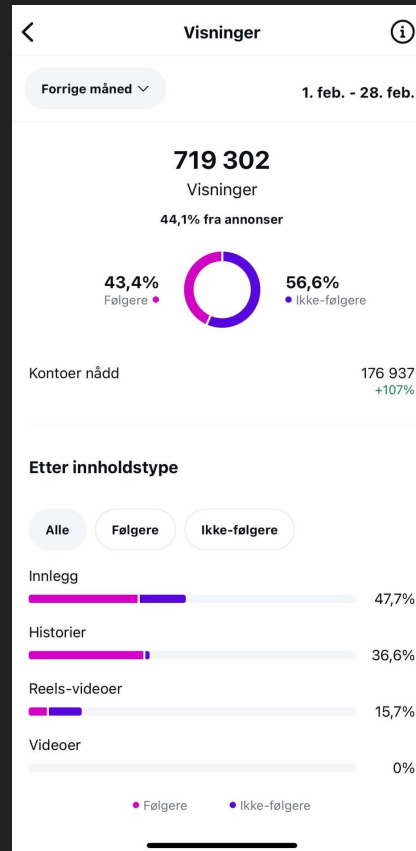 Visninger
Forrige måned
1. feb. - 28. feb.
719 302
Visninger
44,1% fra annonser
43,4%
Følgere
56,6%
Ikke-følgere
Kontoer nådd
176 937
+107%
Etter innholdstype
Alle
Følgere
Ikke-følgere
Innlegg
47,7%
Historier
36,6%
Reels-videoer
15,7%
Videoer
0%
Følgere
Ikke-følgere